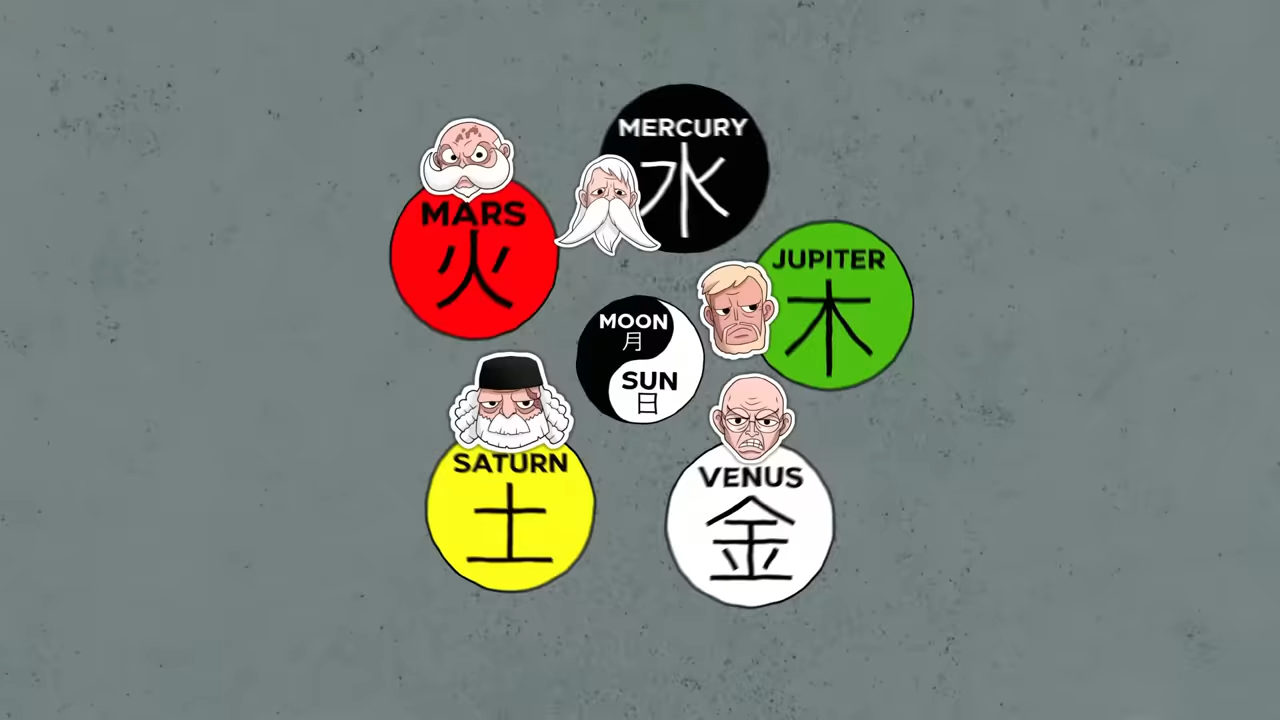 MERCURY
水
MARS
火
JUPITER
木
MOON
月
SUN
日
SATURN
土
VENUS
金